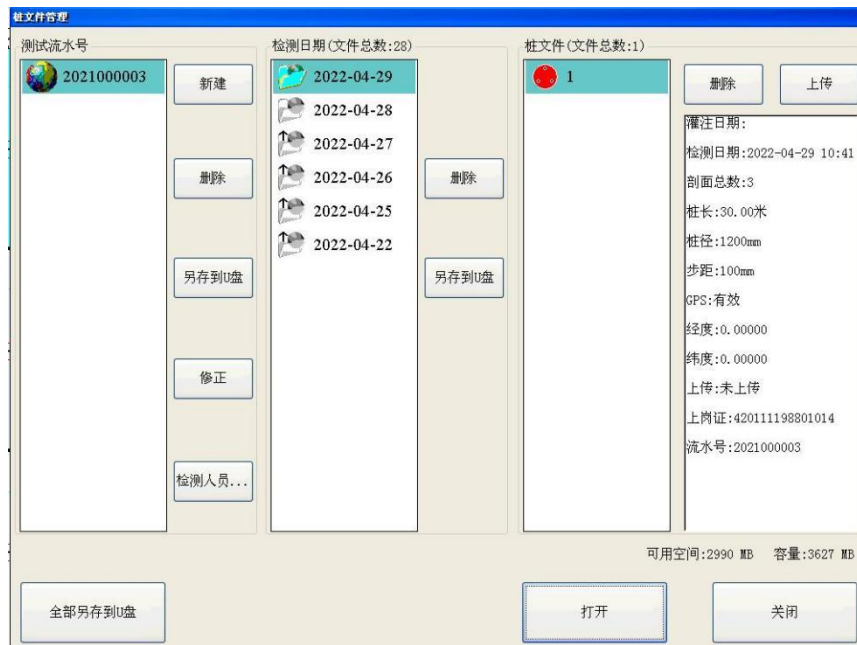 桩文件管理
测试流水号
2021000003
新建
删除
另存到U盘
修正
检测人员...
检测日期(文件总数:28)
2022-04-29
2022-04-28
2022-04-27
2022-04-26
2022-04-25
2022-04-22
删除
另存到U盘
桩文件(文件总数:1)
1
删除
上传
灌注日期:
检测日期:2022-04-29 10:41
剖面总数:3
桩长:30.00米
桩径:1200mm
步距:100mm
GPS:有效
经度:0.00000
纬度:0.00000
上传:未上传
上岗证:420111198801014
流水号:2021000003
可用空间:2990 MB 容量:3627 MB
全部另存到U盘
打开
关闭